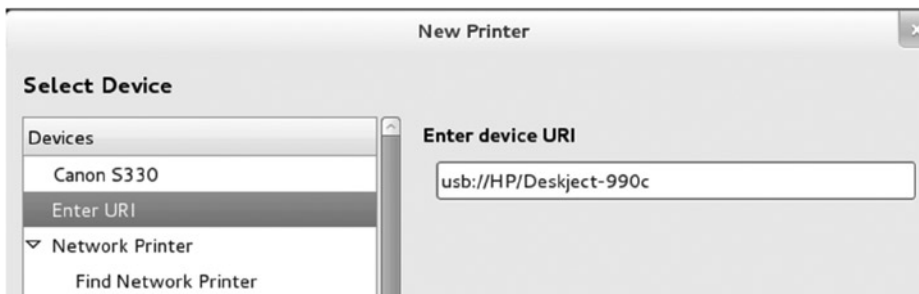 New Printer
Select Device
Devices
Canon S330
Enter URI
Network Printer
Find Network Printer
Enter device URI
usb://HP/Deskject-990c